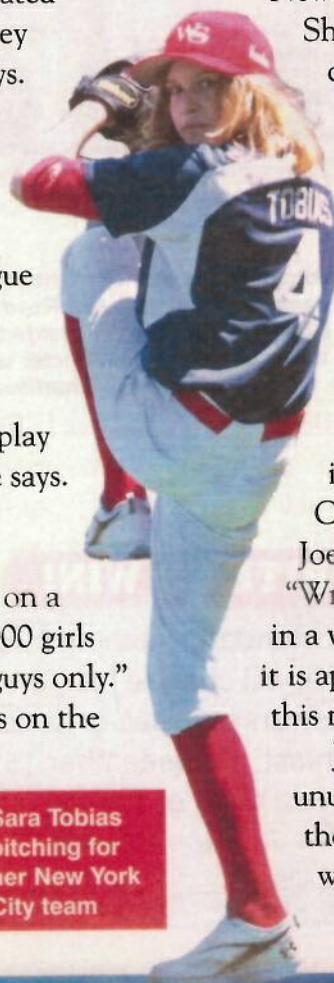 ey
ys.
gue
play
e says.
on a
00 girls
guys only.”
s on the
WS
4
Sara Tobias
pitching for
her New York
City team
Sh
Joe
“Wr
in a w
it is ap
this
unu
the
w